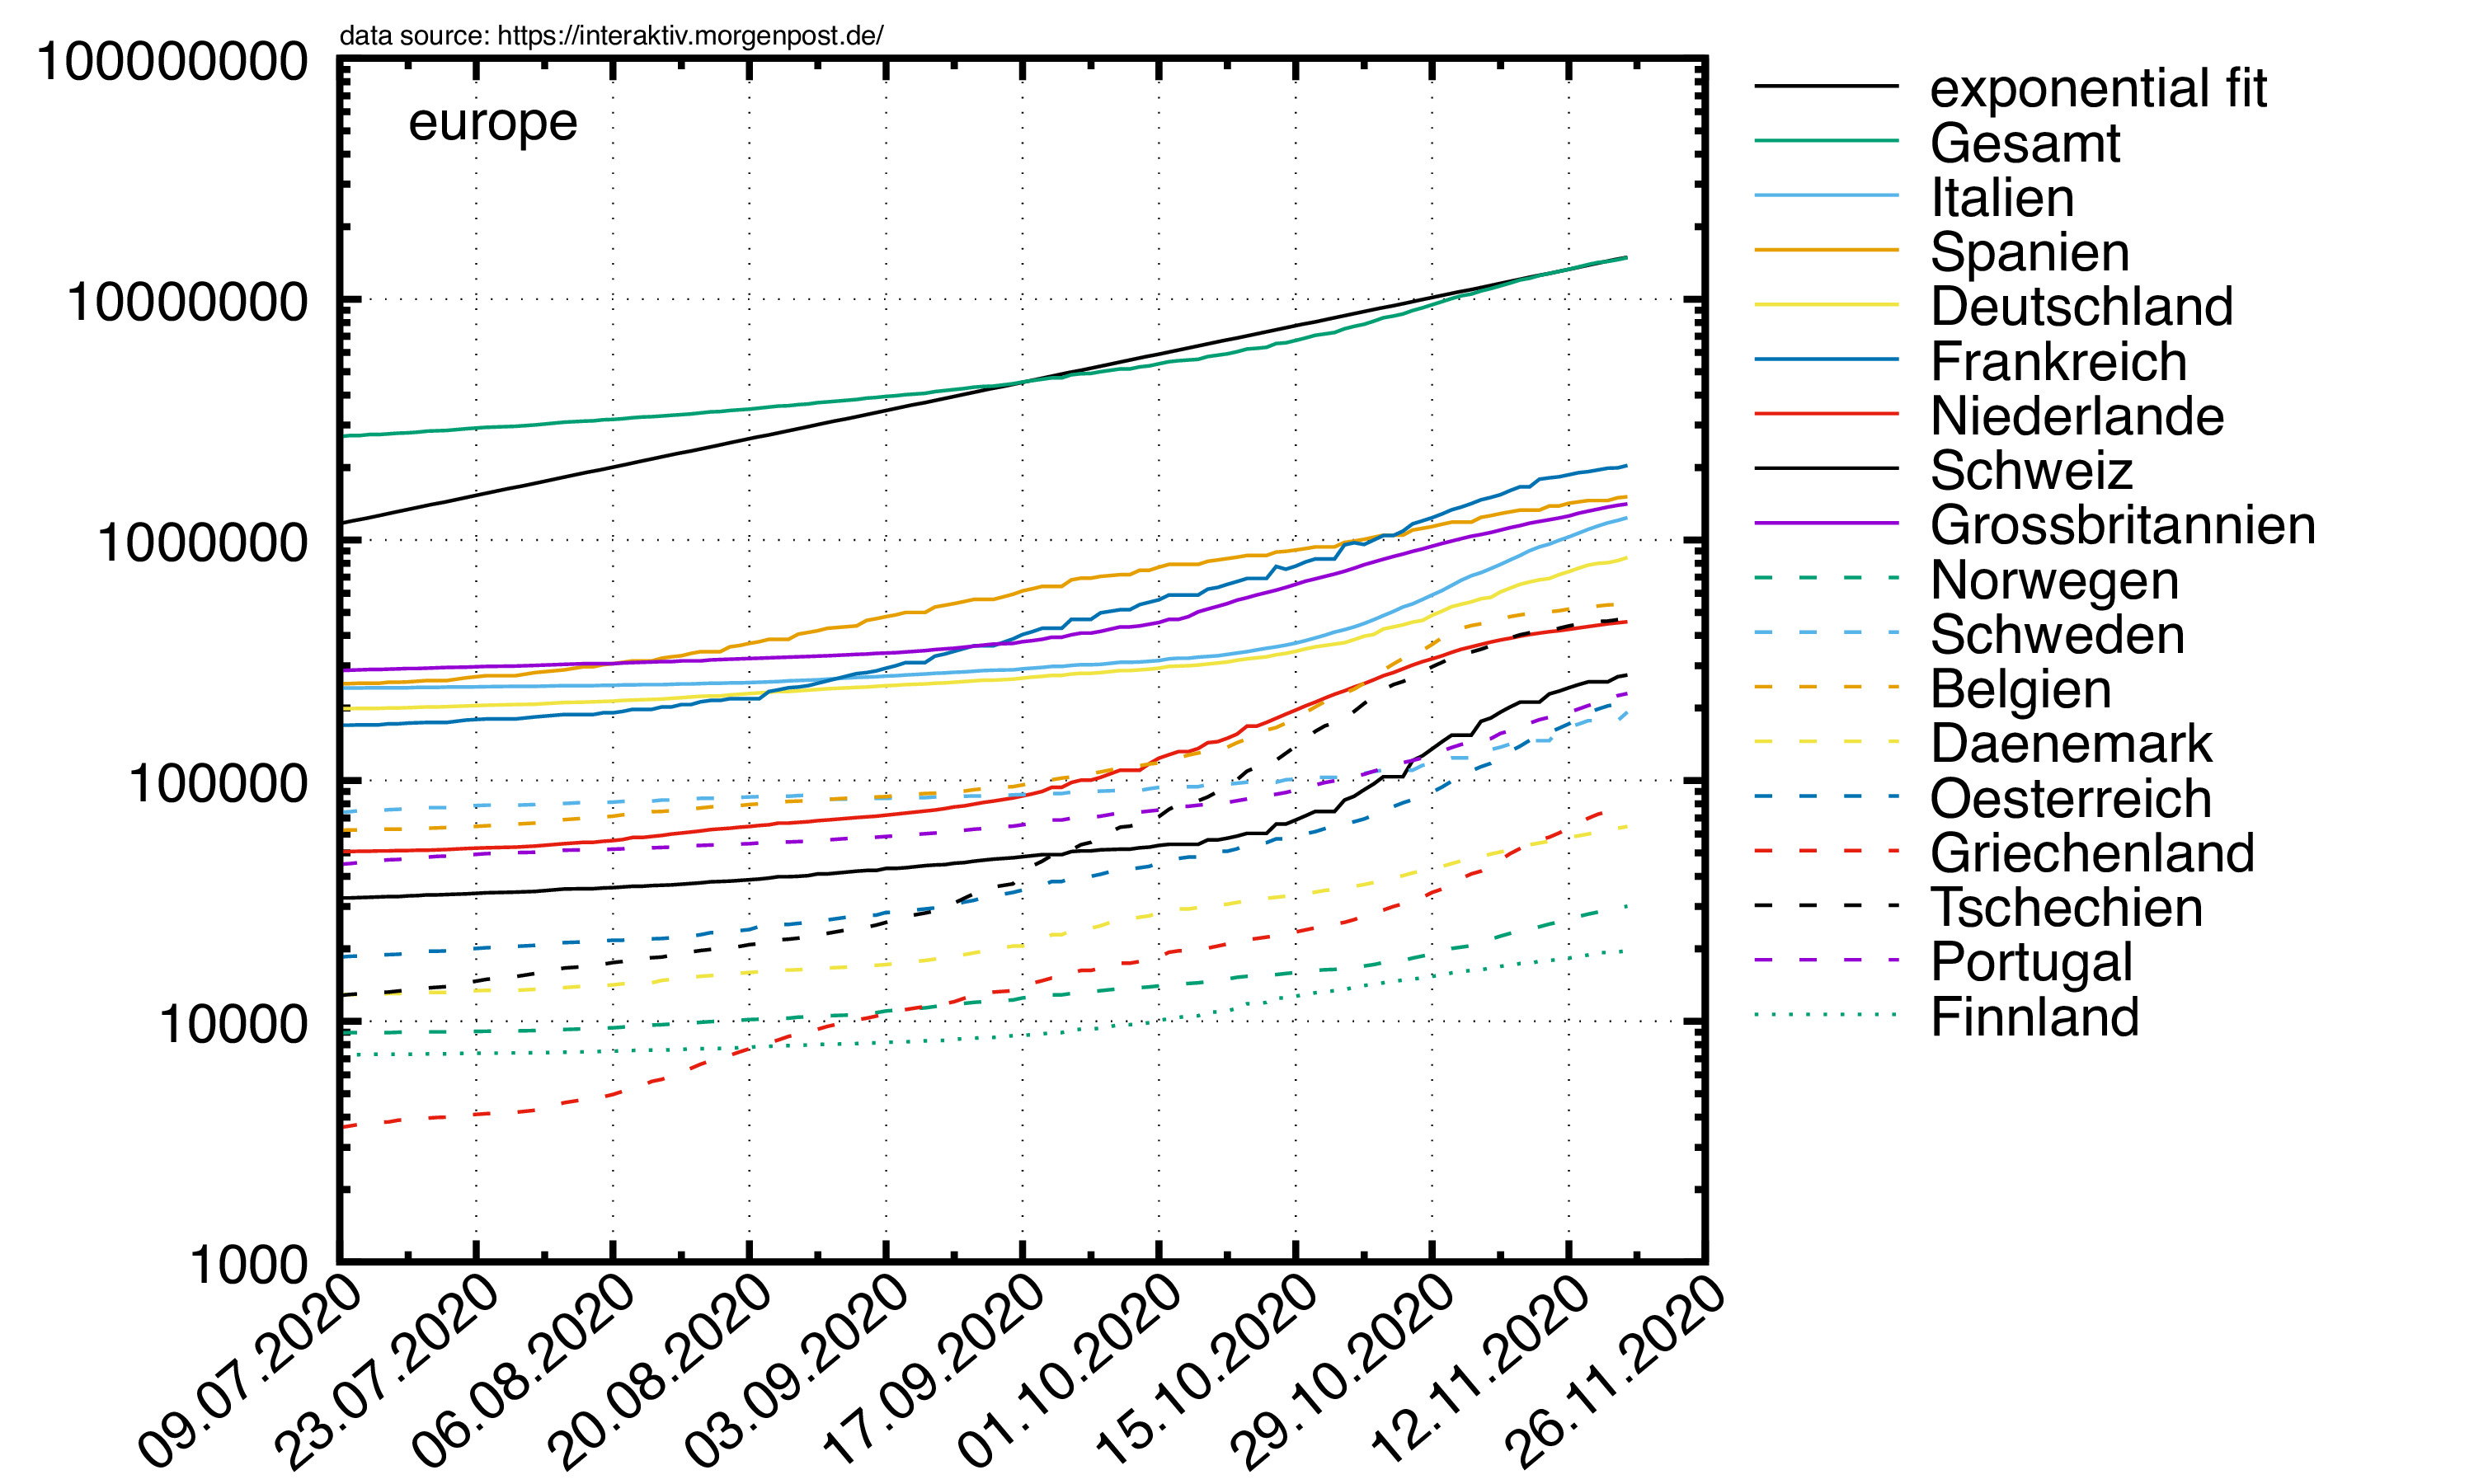 data source: https://interaktiv.morgenpost.de/
europe
100000000
10000000
1000000
100000
10000
1000
09.07.2020
23.07.2020
06.08.2020
20.08.2020
03.09.2020
17.09.2020
01.10.2020
15.10.2020
29.10.2020
12.11.2020
26.11.2020
exponential fit
Gesamt
Italien
Spanien
Deutschland
Frankreich
Niederlande
Schweiz
Grossbritannien
Norwegen
Schweden
Belgien
Daenemark
Oesterreich
Griechenland
Tschechien
Portugal
Finnland